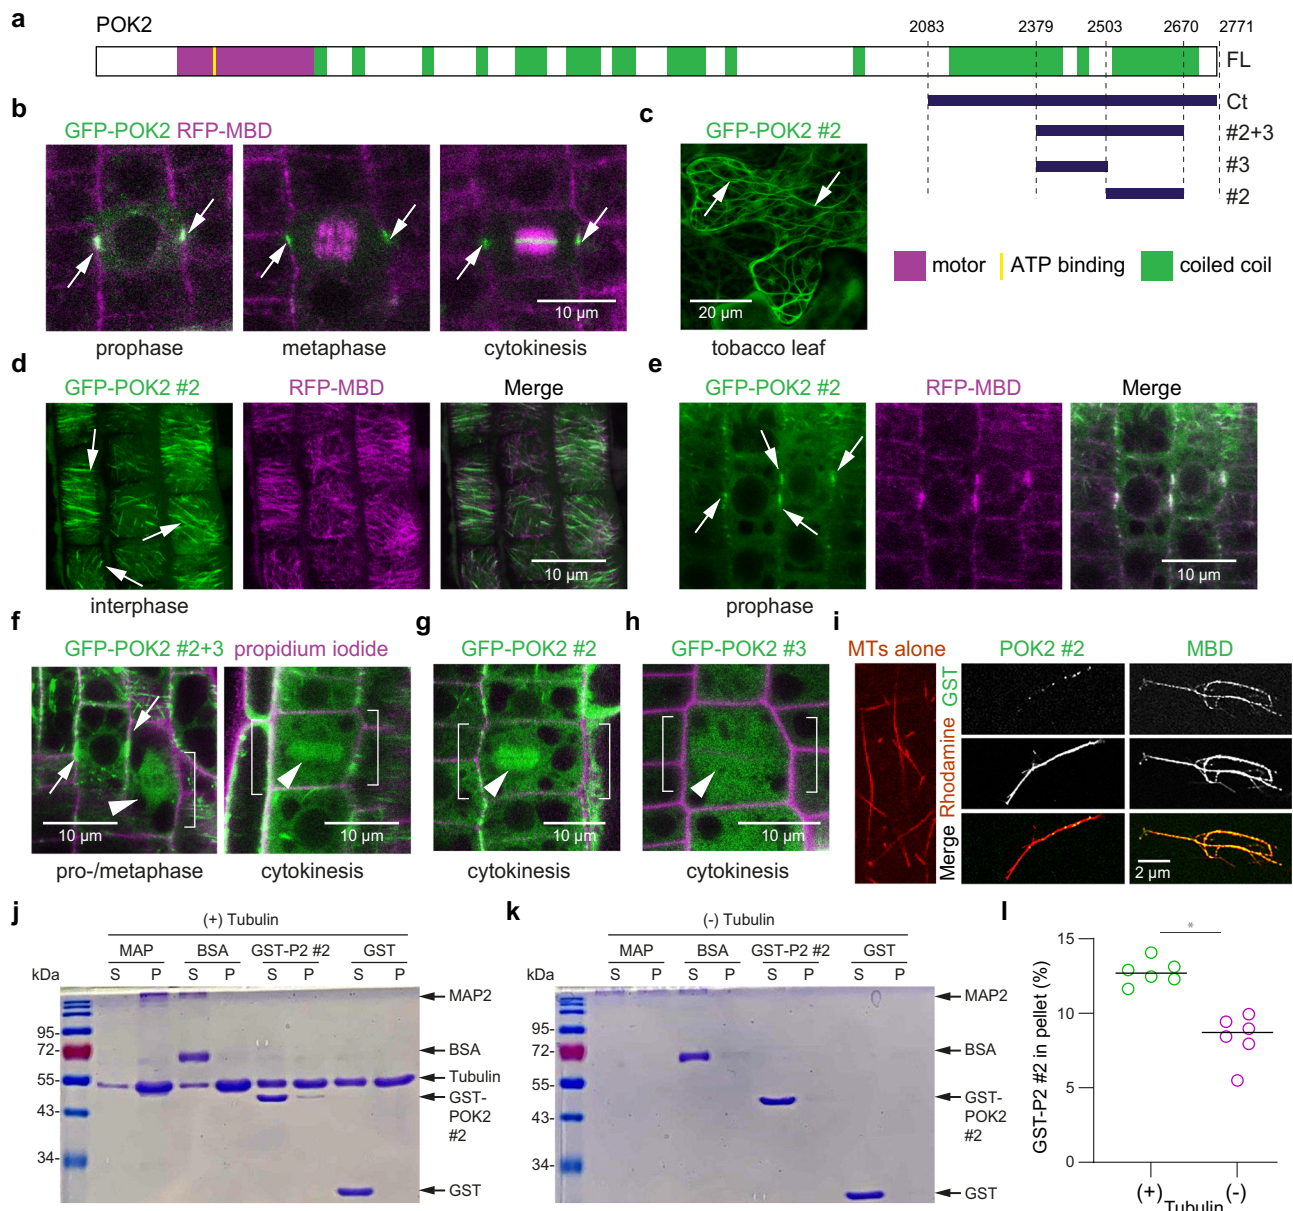 a
POK2
2083 2379 2503 2670 2771
FL
Ct
#2+3
#3
#2
motor ATP binding coiled coil
b
GFP-POK2 RFP-MBD
10 µm
prophase metaphase cytokinesis
c
GFP-POK2 #2
20 µm
tobacco leaf
d
GFP-POK2 #2 RFP-MBD Merge
10 µm
interphase
e
GFP-POK2 #2 RFP-MBD Merge
10 µm
prophase
f
GFP-POK2 #2+3 propidium iodide
10 µm 10 µm
pro-/metaphase cytokinesis
g
GFP-POK2 #2
10 µm
cytokinesis
h
GFP-POK2 #3
10 µm
cytokinesis
i
MTs alone POK2 #2 MBD
GST
Rhodamine
Merge
2 µm
j
(+) Tubulin
MAP BSA GST-P2 #2 GST
kDa S P S P S P S P
95-
72-
55-
43-
34-
MAP2
BSA
Tubulin
GST-
POK2
#2
GST
k
(-) Tubulin
MAP BSA GST-P2 #2 GST
kDa S P S P S P S P
95-
72-
55-
43-
34-
MAP2
BSA
GST-
POK2
#2
GST
l
*
GST-P2 #2 in pellet (%)
15
10
5
0
(+) (-)
Tubulin